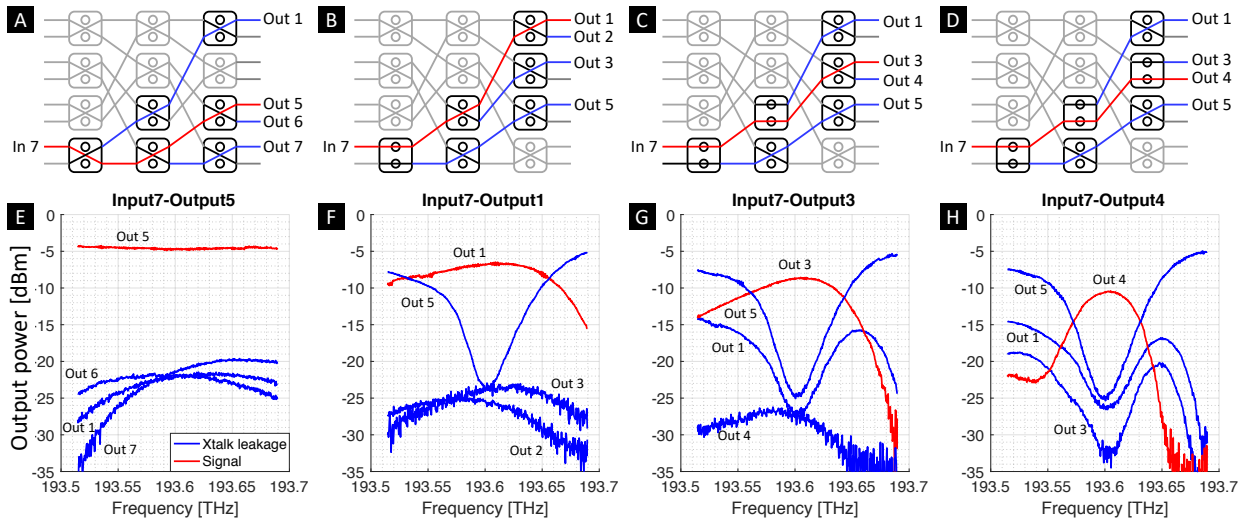 A
Out 1
Out 5
Out 6
In 7
Out 7
B
Out 1
Out 2
Out 3
Out 5
In 7
C
Out 1
Out 3
Out 4
Out 5
In 7
D
Out 1
Out 3
Out 4
Out 5
In 7
E
Input7-Output5
Output power [dBm]
0
-5
-10
-15
-20
-25
-30
-35
Out 5
Out 6
Out 1
Out 7
Xtalk leakage
Signal
193.5 193.55 193.6 193.65 193.7
Frequency [THz]
F
Input7-Output1
0
-5
-10
-15
-20
-25
-30
-35
Out 1
Out 5
Out 3
Out 2
193.5 193.55 193.6 193.65 193.7
Frequency [THz]
G
Input7-Output3
0
-5
-10
-15
-20
-25
-30
-35
Out 3
Out 5
Out 1
Out 4
193.5 193.55 193.6 193.65 193.7
Frequency [THz]
H
Input7-Output4
0
-5
-10
-15
-20
-25
-30
-35
Out 4
Out 5
Out 1
Out 3
193.5 193.55 193.6 193.65 193.7
Frequency [THz]